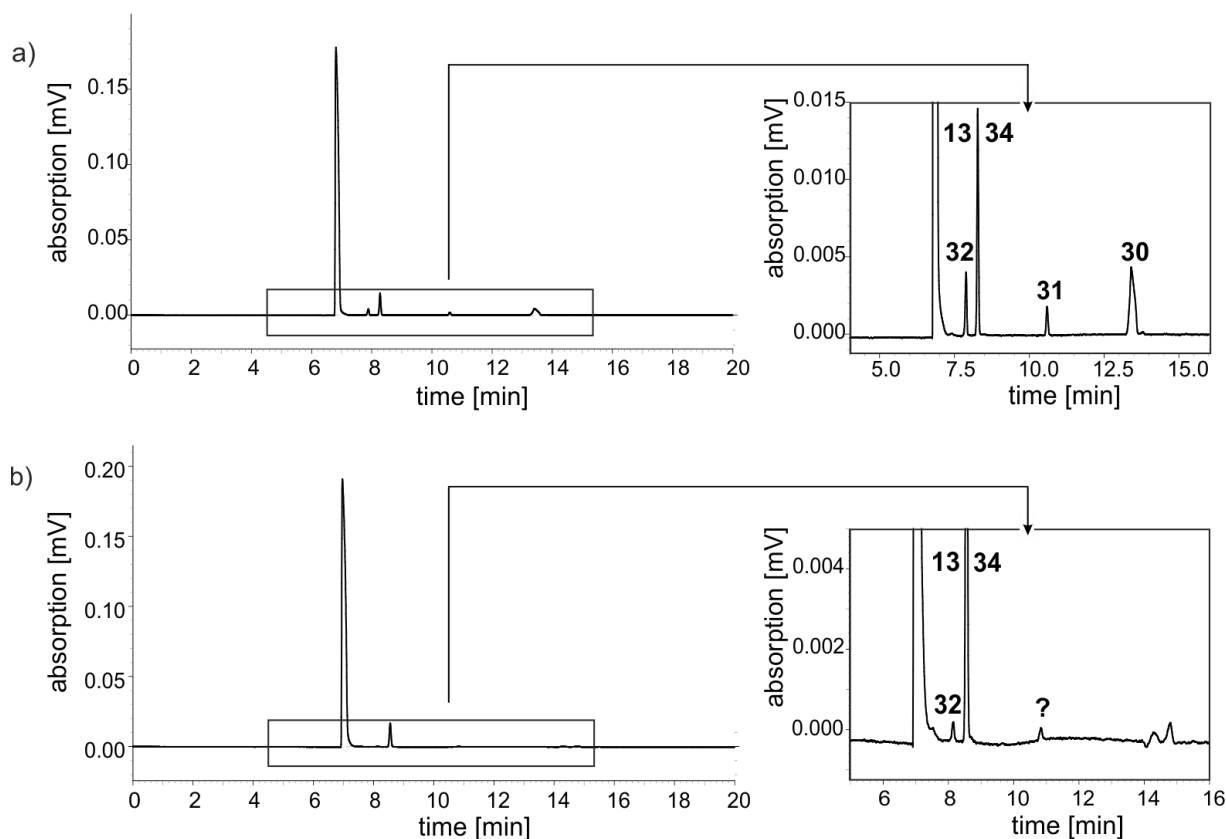 a)
absorption [mV]
0.15
0.10
0.05
0.00
0 2 4 6 8 10 12 14 16 18 20
time [min]
absorption [mV]
0.015
0.010
0.005
0.000
13 34
32
31
30
5.0 7.5 10.0 12.5 15.0
time [min]
b)
absorption [mV]
0.20
0.15
0.10
0.05
0.00
0 2 4 6 8 10 12 14 16 18 20
time [min]
absorption [mV]
0.004
0.002
0.000
13 34
32
?
6 8 10 12 14 16
time [min]